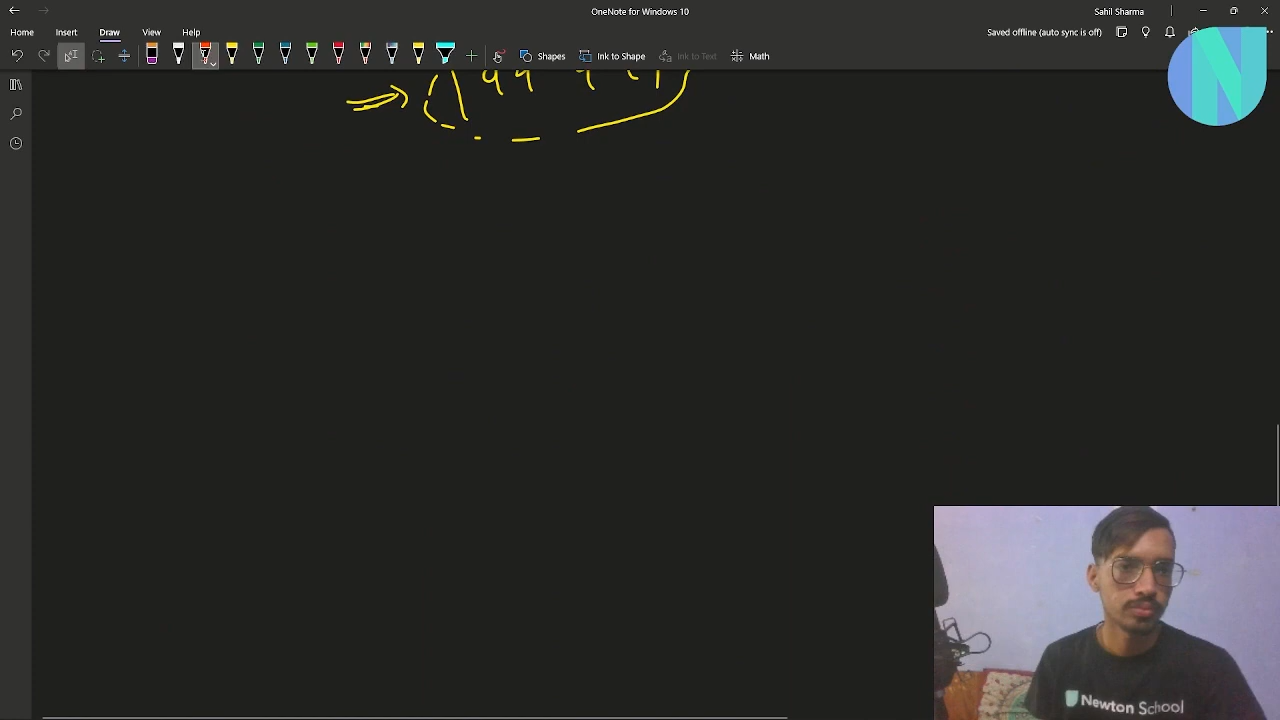 OneNote for Windows 10
Sahil Sharma
Home Insert Draw View Help
Saved offline (auto sync is off)
Shapes Ink to Shape Ink to Text Math
Newton School